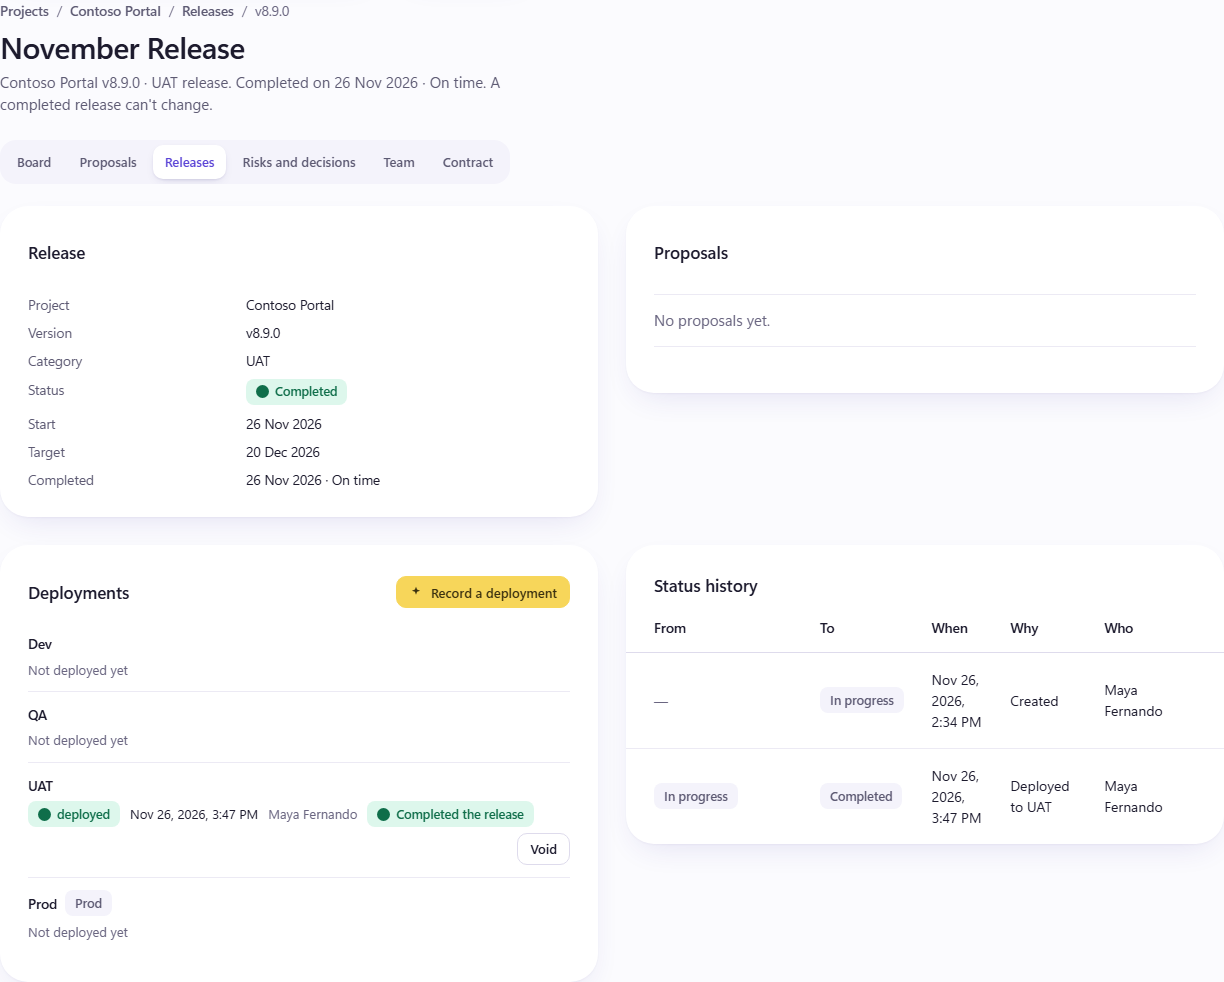 Projects / Contoso Portal / Releases / v8.9.0
November Release
Contoso Portal v8.9.0 · UAT release. Completed on 26 Nov 2026 · On time. A
completed release can't change.
Board Proposals Releases Risks and decisions Team Contract
Release
Project Contoso Portal
Version v8.9.0
Category UAT
Status Completed
Start 26 Nov 2026
Target 20 Dec 2026
Completed 26 Nov 2026 · On time
Proposals
No proposals yet.
Deployments Record a deployment
Dev
Not deployed yet
QA
Not deployed yet
UAT
deployed Nov 26, 2026, 3:47 PM Maya Fernando Completed the release
Void
Prod Prod
Not deployed yet
Status history
From To When Why Who
— In progress Nov 26, 2026, 2:34 PM Created Maya Fernando
In progress Completed Nov 26, 2026, 3:47 PM Deployed to UAT Maya Fernando